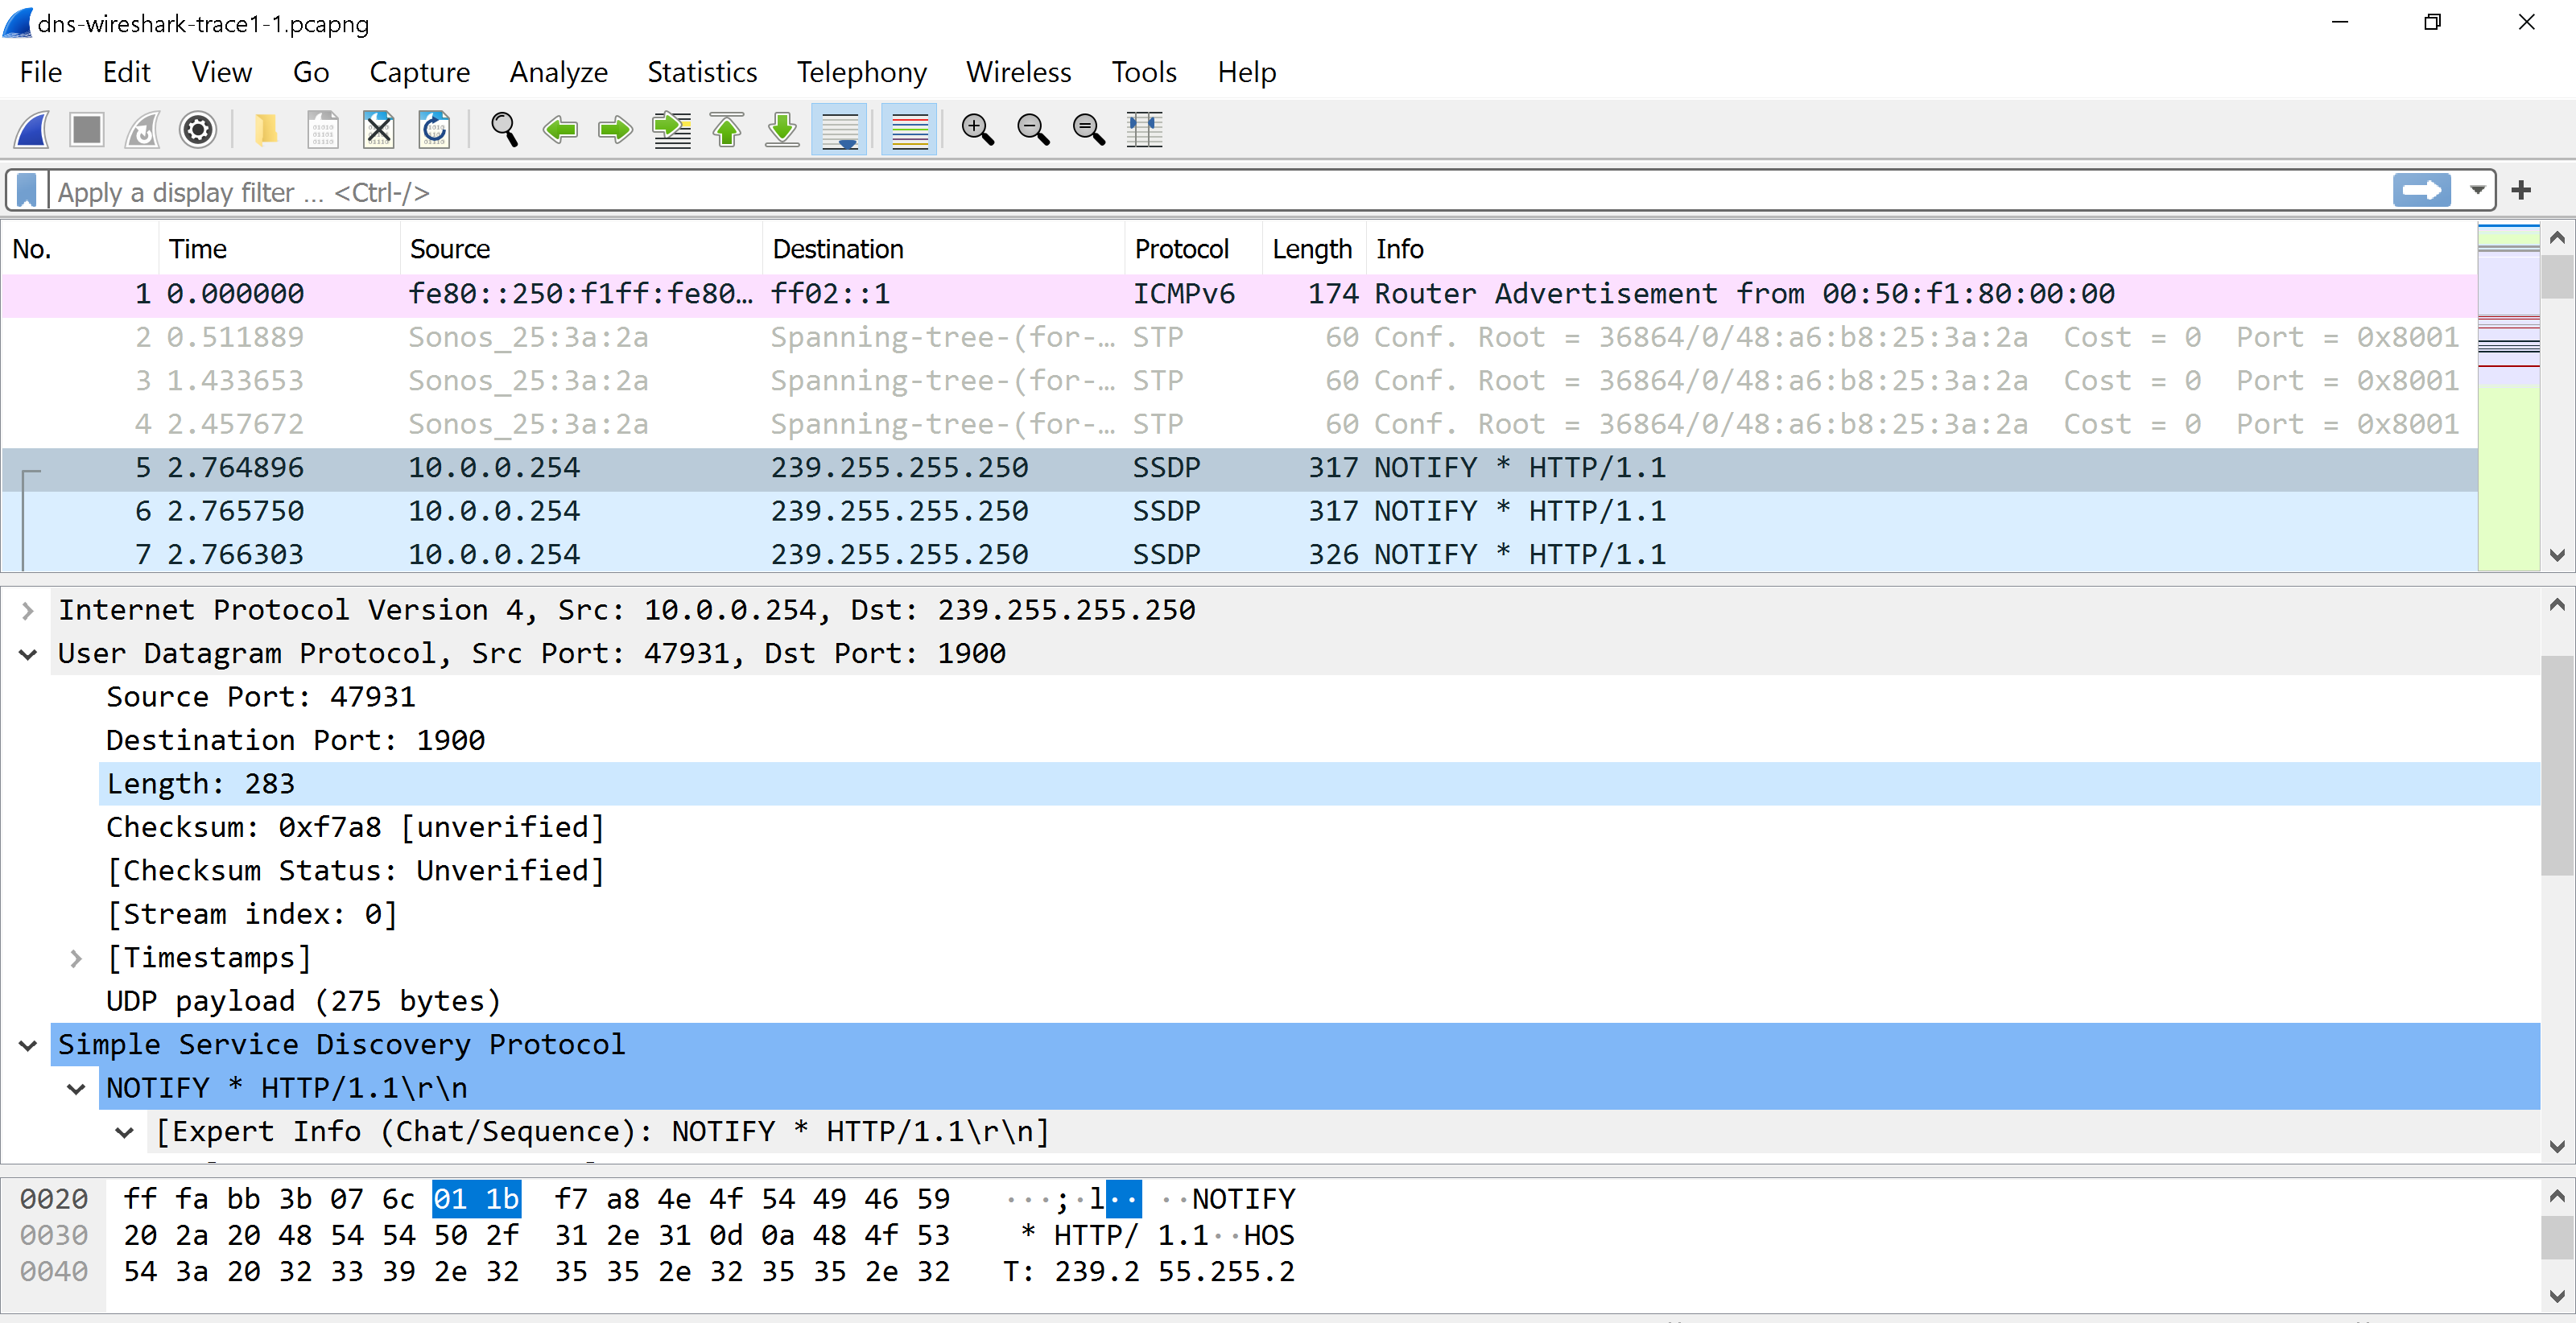 dns-wireshark-trace1-1.pcapng
File Edit View Go Capture Analyze Statistics Telephony Wireless Tools Help
Apply a display filter ... <Ctrl-/>
No. Time Source Destination Protocol Length Info
1 0.000000 fe80::250:f1ff:fe80… ff02::1 ICMPv6 174 Router Advertisement from 00:50:f1:80:00:00
2 0.511889 Sonos_25:3a:2a Spanning-tree-(for-… STP 60 Conf. Root = 36864/0/48:a6:b8:25:3a:2a Cost = 0 Port = 0x8001
3 1.433653 Sonos_25:3a:2a Spanning-tree-(for-… STP 60 Conf. Root = 36864/0/48:a6:b8:25:3a:2a Cost = 0 Port = 0x8001
4 2.457672 Sonos_25:3a:2a Spanning-tree-(for-… STP 60 Conf. Root = 36864/0/48:a6:b8:25:3a:2a Cost = 0 Port = 0x8001
5 2.764896 10.0.0.254 239.255.255.250 SSDP 317 NOTIFY * HTTP/1.1
6 2.765750 10.0.0.254 239.255.255.250 SSDP 317 NOTIFY * HTTP/1.1
7 2.766303 10.0.0.254 239.255.255.250 SSDP 326 NOTIFY * HTTP/1.1
Internet Protocol Version 4, Src: 10.0.0.254, Dst: 239.255.255.250
User Datagram Protocol, Src Port: 47931, Dst Port: 1900
Source Port: 47931
Destination Port: 1900
Length: 283
Checksum: 0xf7a8 [unverified]
[Checksum Status: Unverified]
[Stream index: 0]
[Timestamps]
UDP payload (275 bytes)
Simple Service Discovery Protocol
NOTIFY * HTTP/1.1\r\n
[Expert Info (Chat/Sequence): NOTIFY * HTTP/1.1\r\n]
0020 ff fa bb 3b 07 6c 01 1b f7 a8 4e 4f 54 49 46 59 ···;·l·· ··NOTIFY
0030 20 2a 20 48 54 54 50 2f 31 2e 31 0d 0a 48 4f 53 * HTTP/ 1.1··HOS
0040 54 3a 20 32 33 39 2e 32 35 35 2e 32 35 35 2e 32 T: 239.2 55.255.2